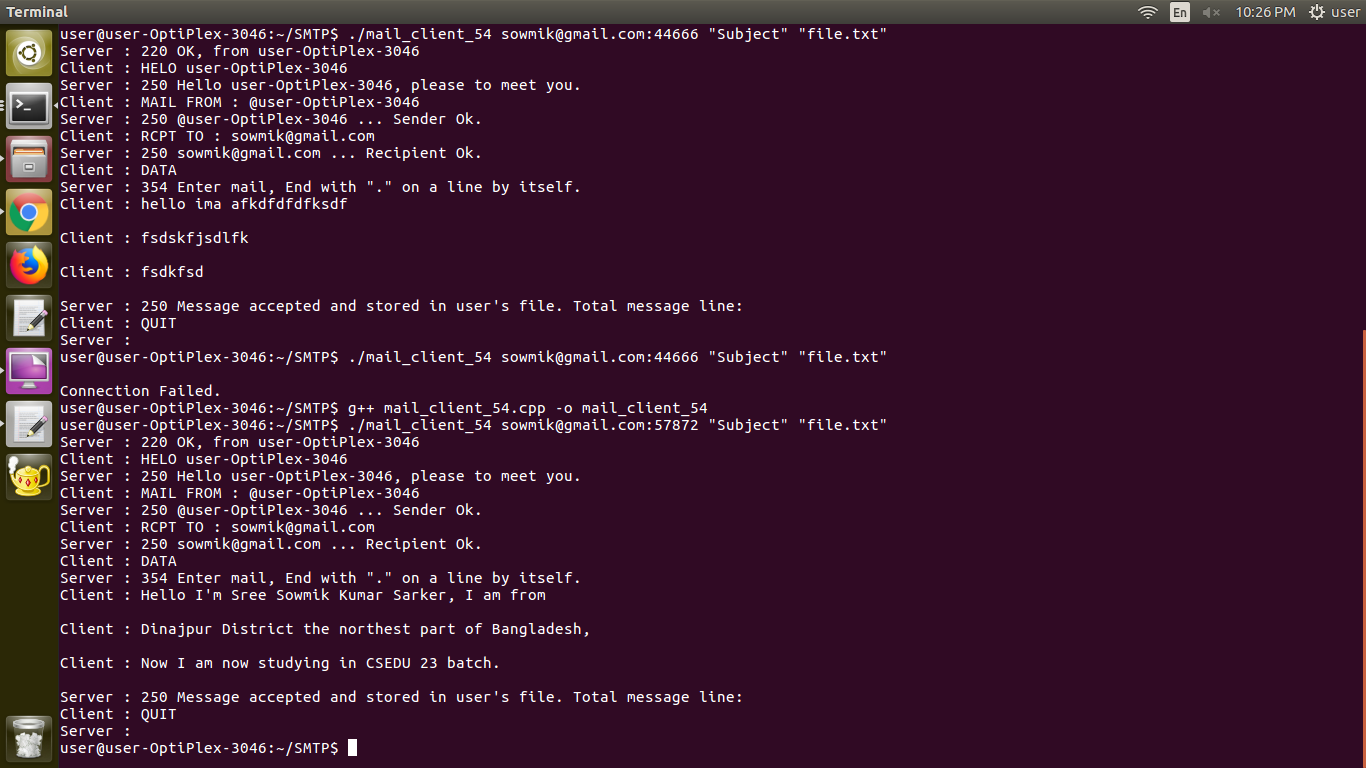 Terminal
En
10:26 PM
user
user@user-OptiPlex-3046:~/SMTP$ ./mail_client_54 sowmik@gmail.com:44666 "Subject" "file.txt"
Server : 220 OK, from user-OptiPlex-3046
Client : HELO user-OptiPlex-3046
Server : 250 Hello user-OptiPlex-3046, please to meet you.
Client : MAIL FROM : @user-OptiPlex-3046
Server : 250 @user-OptiPlex-3046 ... Sender Ok.
Client : RCPT TO : sowmik@gmail.com
Server : 250 sowmik@gmail.com ... Recipient Ok.
Client : DATA
Server : 354 Enter mail, End with "." on a line by itself.
Client : hello ima afkdfdfdfksdf
Client : fsdskfjsdlfk
Client : fsdkfsd
Server : 250 Message accepted and stored in user's file. Total message line:
Client : QUIT
Server :
user@user-OptiPlex-3046:~/SMTP$ ./mail_client_54 sowmik@gmail.com:44666 "Subject" "file.txt"
Connection Failed.
user@user-OptiPlex-3046:~/SMTP$ g++ mail_client_54.cpp -o mail_client_54
user@user-OptiPlex-3046:~/SMTP$ ./mail_client_54 sowmik@gmail.com:57872 "Subject" "file.txt"
Server : 220 OK, from user-OptiPlex-3046
Client : HELO user-OptiPlex-3046
Server : 250 Hello user-OptiPlex-3046, please to meet you.
Client : MAIL FROM : @user-OptiPlex-3046
Server : 250 @user-OptiPlex-3046 ... Sender Ok.
Client : RCPT TO : sowmik@gmail.com
Server : 250 sowmik@gmail.com ... Recipient Ok.
Client : DATA
Server : 354 Enter mail, End with "." on a line by itself.
Client : Hello I'm Sree Sowmik Kumar Sarker, I am from
Client : Dinajpur District the northest part of Bangladesh,
Client : Now I am now studying in CSEDU 23 batch.
Server : 250 Message accepted and stored in user's file. Total message line:
Client : QUIT
Server :
user@user-OptiPlex-3046:~/SMTP$